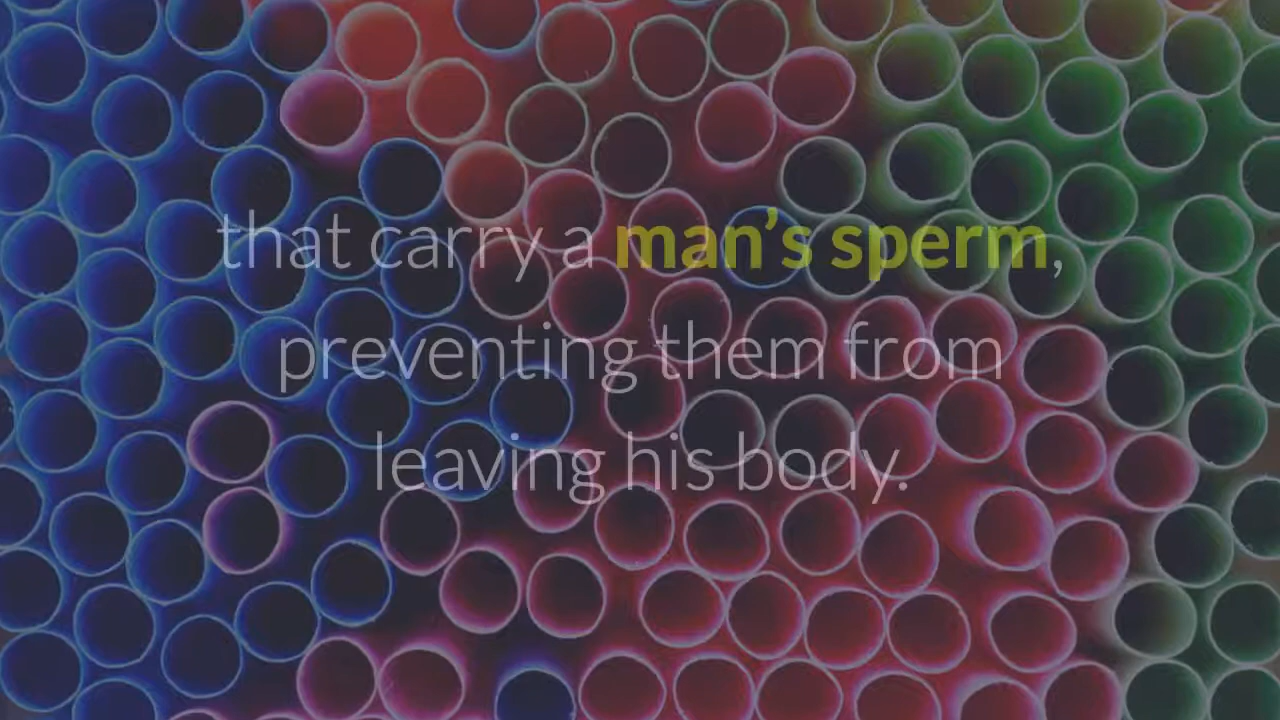 that carry a man’s sperm,
preventing them from
leaving his body.